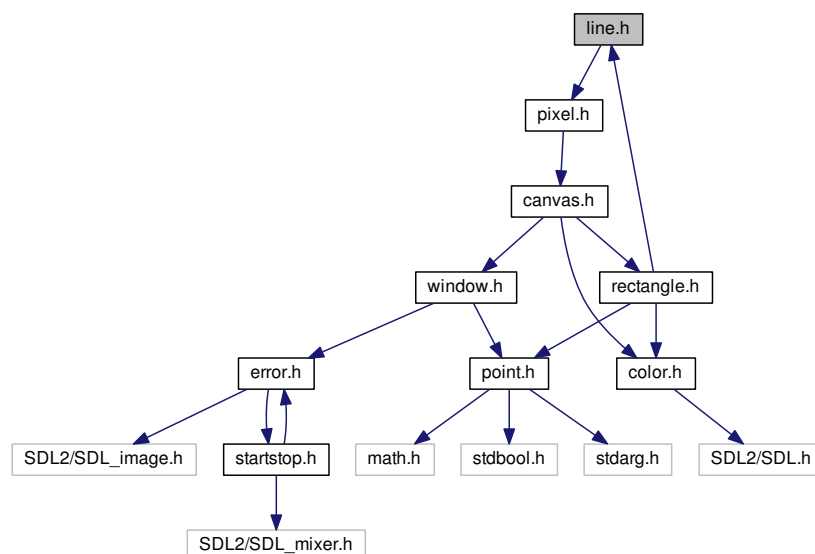 line.h
pixel.h
canvas.h
window.h
rectangle.h
error.h
point.h
color.h
SDL2/SDL_image.h
startstop.h
math.h
stdbool.h
stdarg.h
SDL2/SDL.h
SDL2/SDL_mixer.h